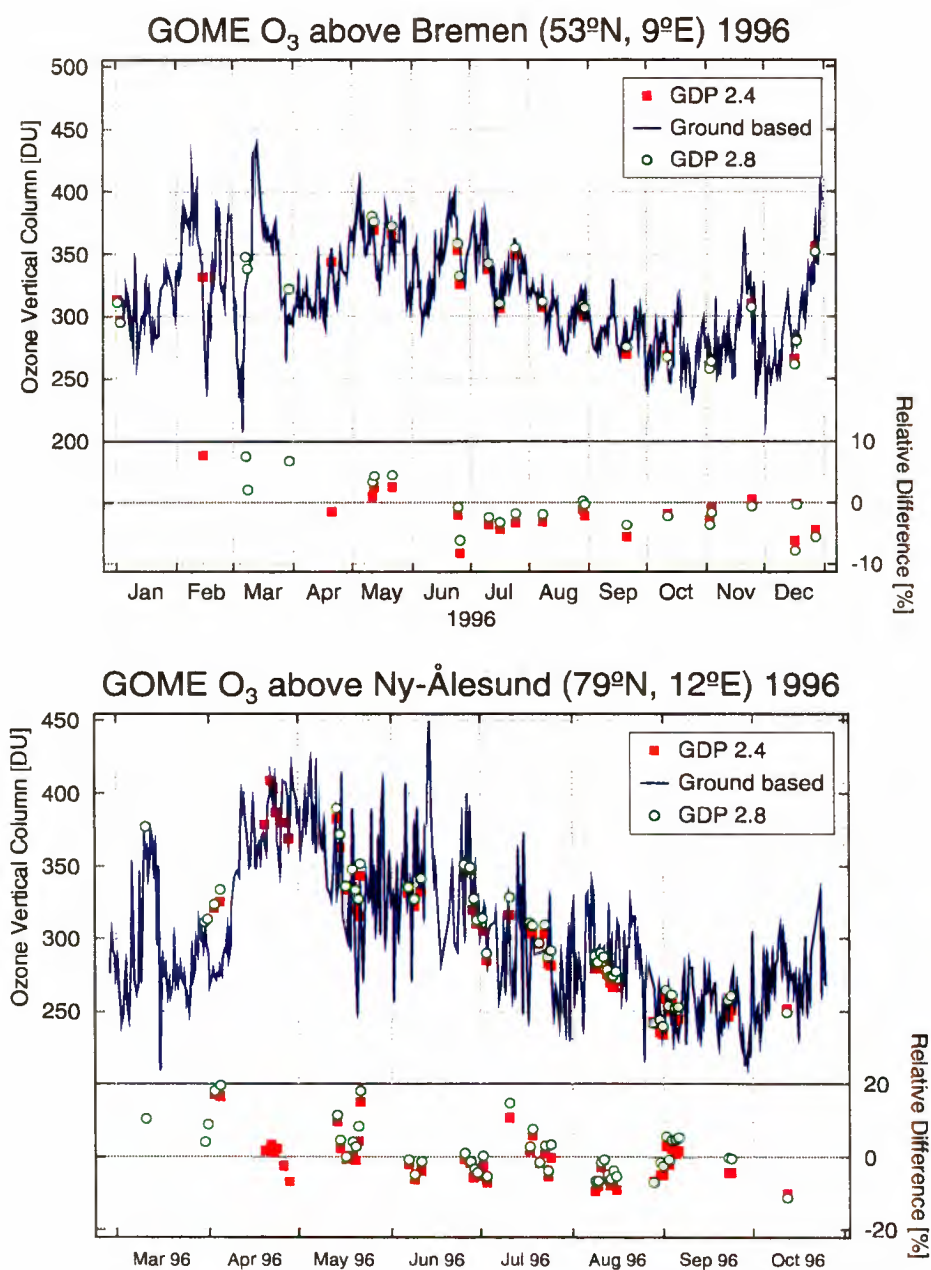 GOME O3 above Bremen (53ºN, 9ºE) 1996
500
450
400
350
300
250
200
Ozone Vertical Column [DU]
GDP 2.4
Ground based
GDP 2.8
10
0
-10
Relative Difference [%]
Jan Feb Mar Apr May Jun Jul Aug Sep Oct Nov Dec
1996
GOME O3 above Ny-Ålesund (79ºN, 12ºE) 1996
450
400
350
300
250
Ozone Vertical Column [DU]
GDP 2.4
Ground based
GDP 2.8
20
0
-20
Relative Difference [%]
Mar 96 Apr 96 May 96 Jun 96 Jul 96 Aug 96 Sep 96 Oct 96